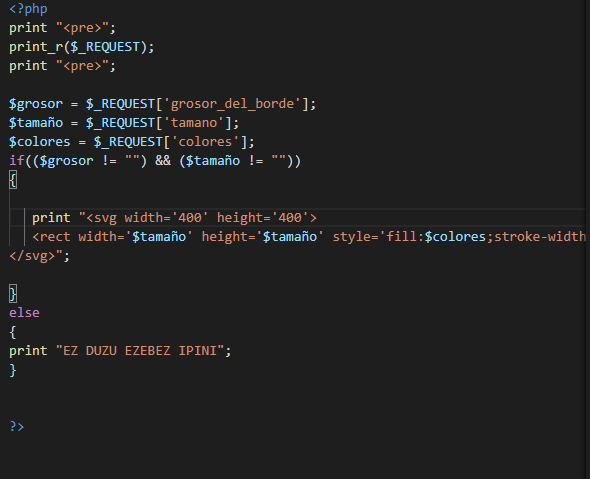 <?php
print "<pre>";
print_r($_REQUEST);
print "<pre>";
$grosor = $_REQUEST['grosor_del_borde'];
$tamaño = $_REQUEST['tamano'];
$colores = $_REQUEST['colores'];
if(($grosor != "") && ($tamaño != ""))
{
print "<svg width='400' height='400'>
<rect width='$tamaño' height='$tamaño' style='fill:$colores;stroke-width
</svg>";
}
else
{
print "EZ DUZU EZEBEZ IPINI";
}
?>